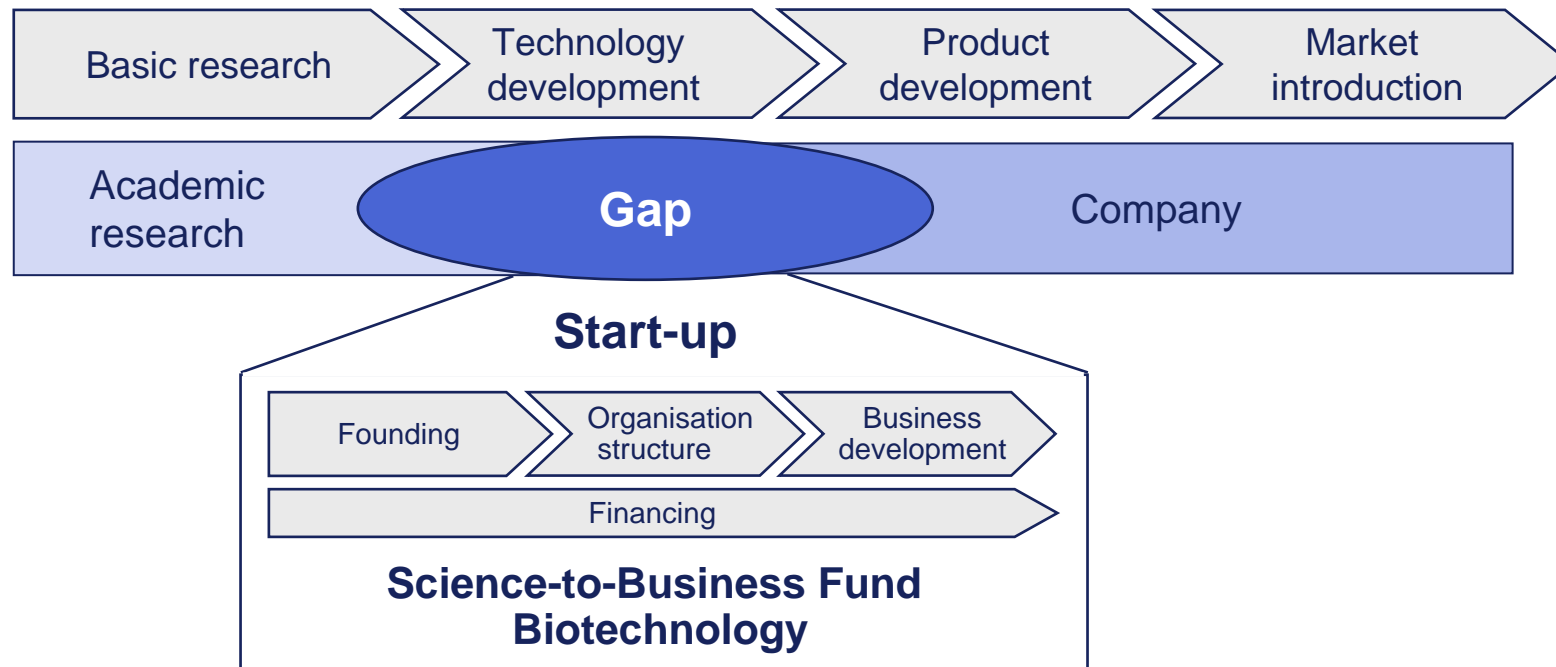 Basic research
Technology
development
Product
development
Market
introduction
Academic
research
Gap
Company
Start-up
Founding
Organisation
structure
Business
development
Financing
Science-to-Business Fund
Biotechnology